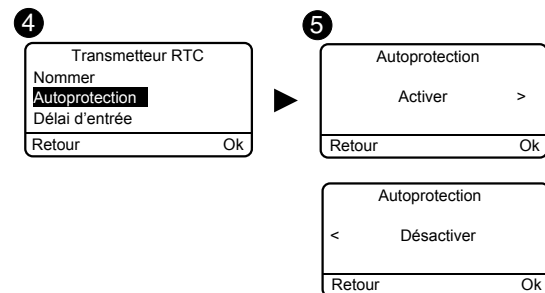 4
Transmetteur RTC
Nommer
Autoprotection
Délai d'entrée
Retour Ok
5
Autoprotection
Activer >
Retour Ok
Autoprotection
< Désactiver
Retour Ok